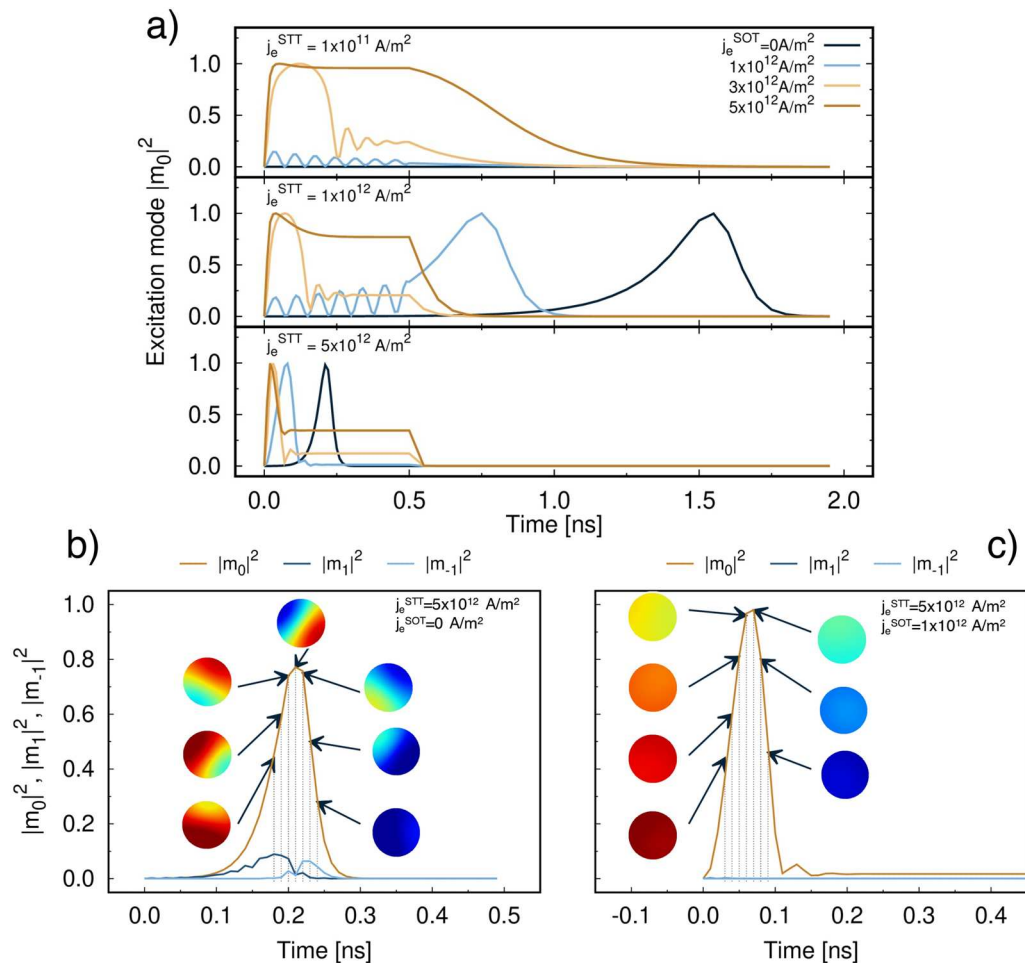 a)
j_e^STT = 1x10^11 A/m^2
j_e^SOT=0A/m^2
1x10^12A/m^2
3x10^12A/m^2
5x10^12A/m^2
1.0
0.5
0.0
j_e^STT = 1x10^12 A/m^2
1.0
0.5
0.0
j_e^STT = 5x10^12 A/m^2
1.0
0.5
0.0
Excitation mode |m_0|^2
0.0 0.5 1.0 1.5 2.0
Time [ns]
b)
|m_0|^2 |m_1|^2 |m_-1|^2
j_e^STT=5x10^12 A/m^2
j_e^SOT=0 A/m^2
|m_0|^2, |m_1|^2, |m_-1|^2
1.0
0.8
0.6
0.4
0.2
0.0
0.0 0.1 0.2 0.3 0.4 0.5
Time [ns]
c)
|m_0|^2 |m_1|^2 |m_-1|^2
j_e^STT=5x10^12 A/m^2
j_e^SOT=1x10^12 A/m^2
-0.1 0.0 0.1 0.2 0.3 0.4
Time [ns]